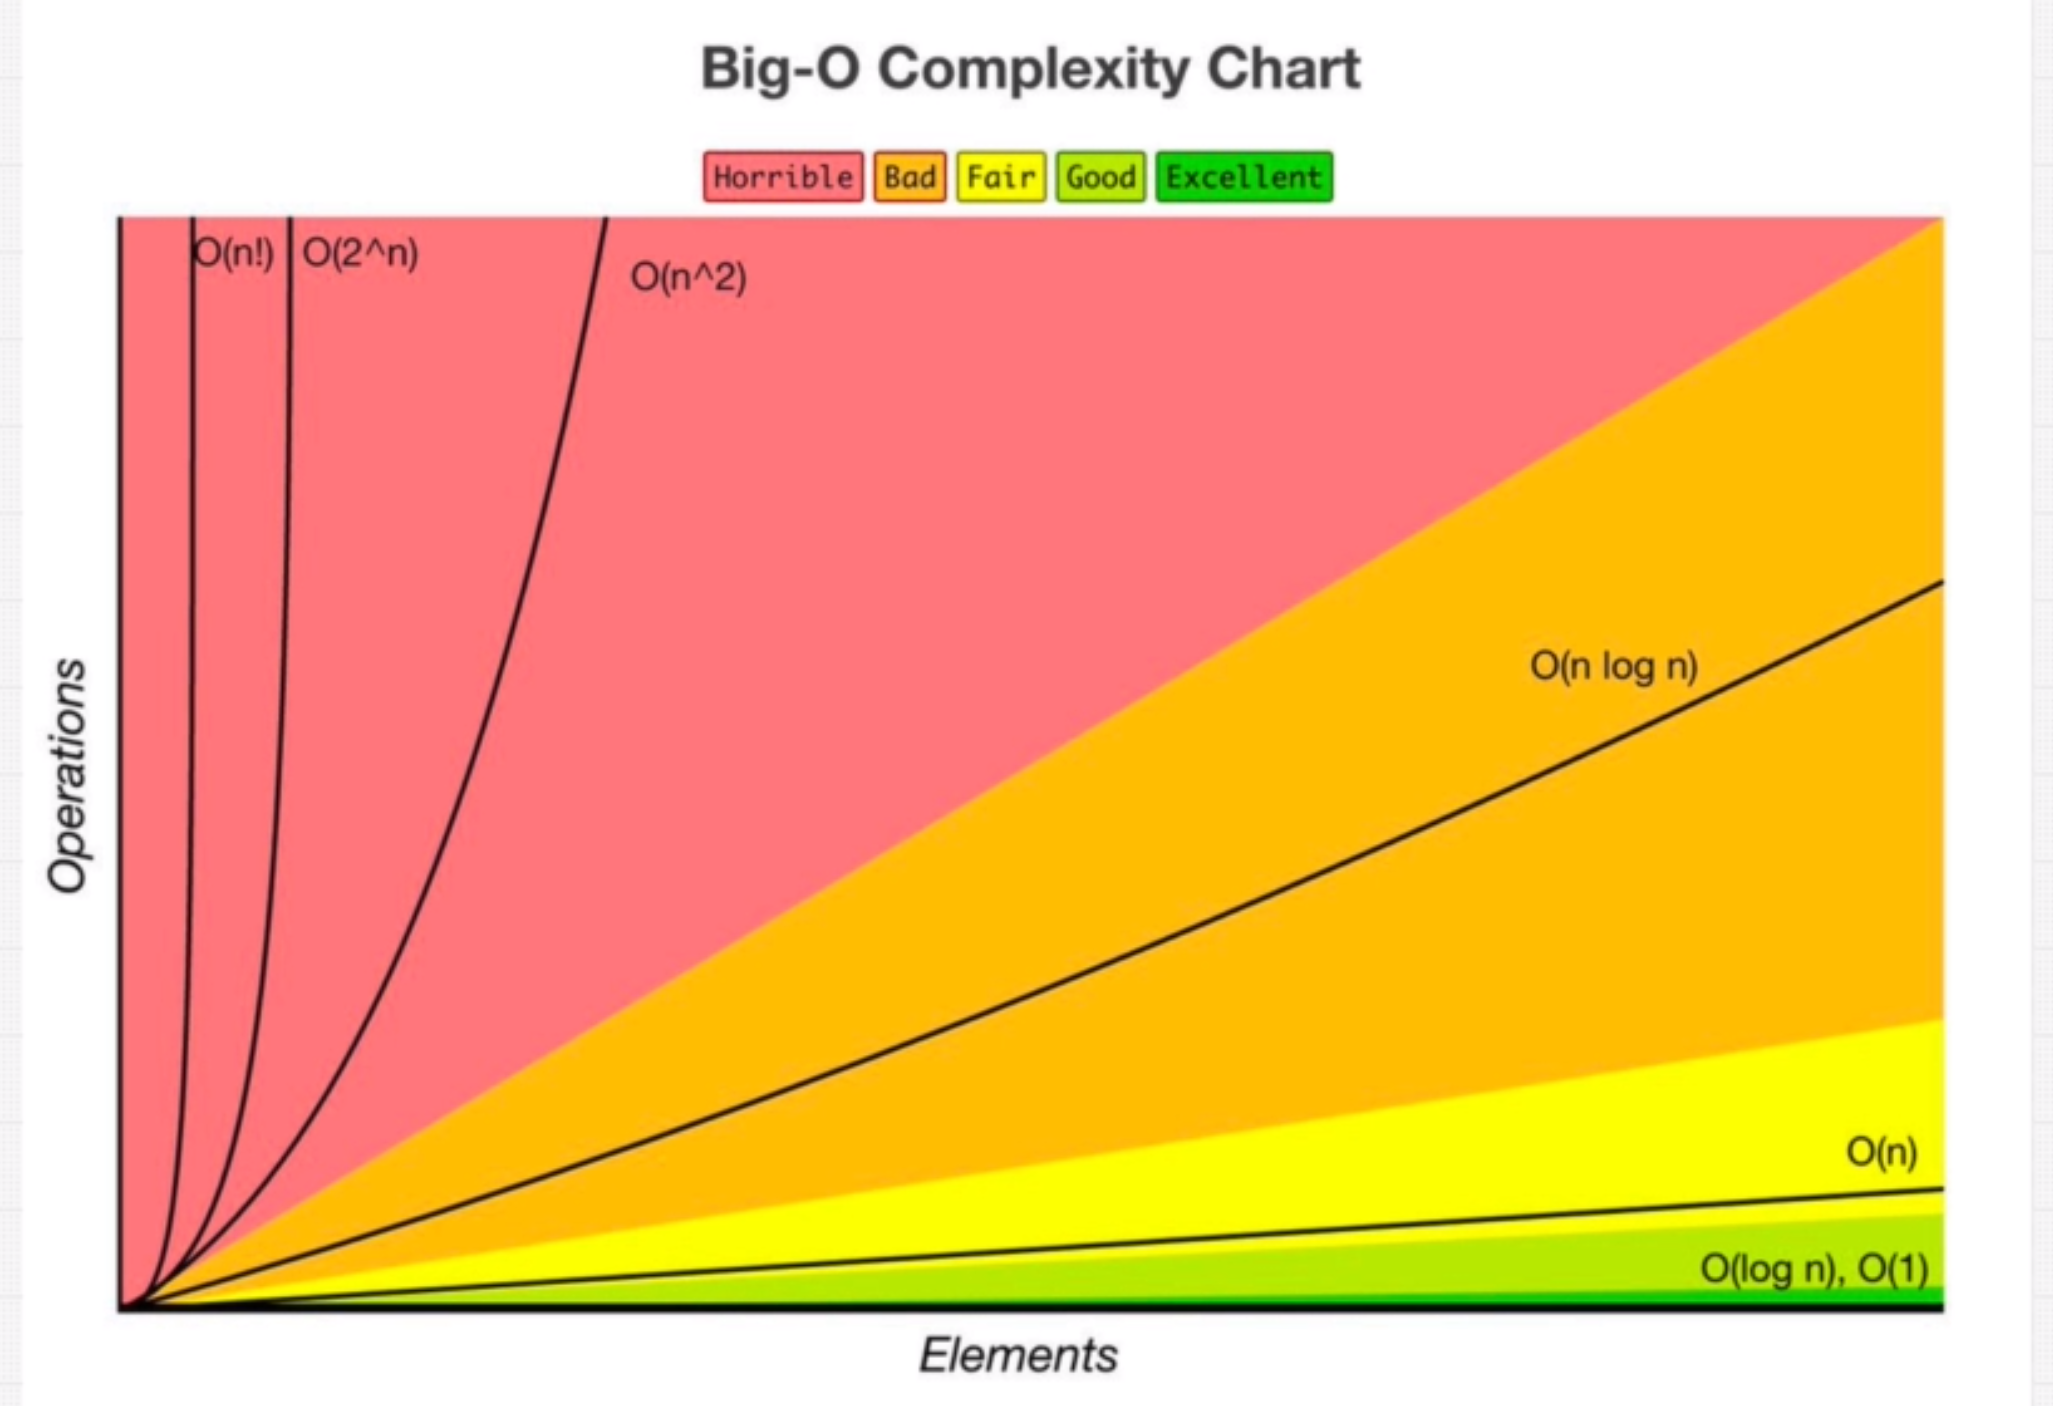 Big-O Complexity Chart
Horrible Bad Fair Good Excellent
O(n!) O(2^n)
O(n^2)
O(n log n)
O(n)
O(log n), O(1)
Operations
Elements